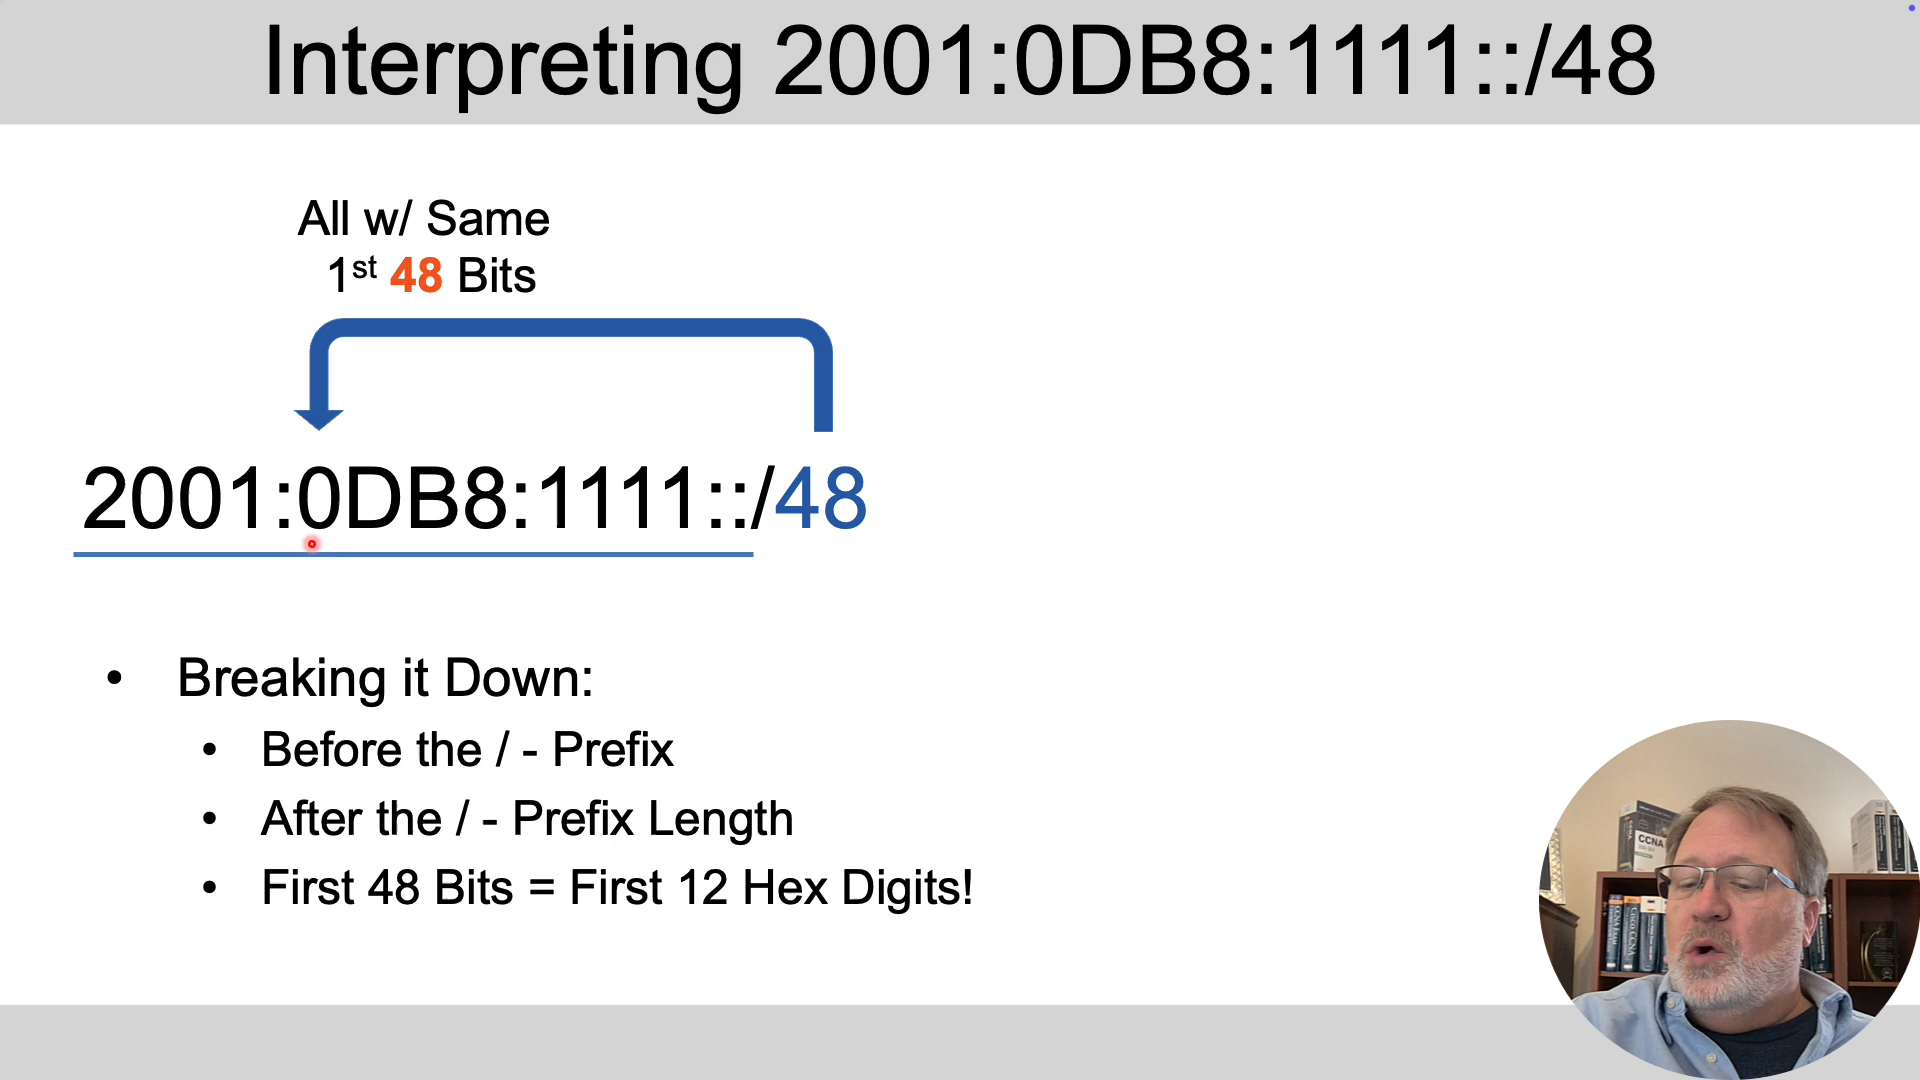 Interpreting 2001:0DB8:1111::/48
All w/ Same
1st 48 Bits
2001:0DB8:1111::/48
• Breaking it Down:
• Before the / - Prefix
• After the / - Prefix Length
• First 48 Bits = First 12 Hex Digits!
CCNA